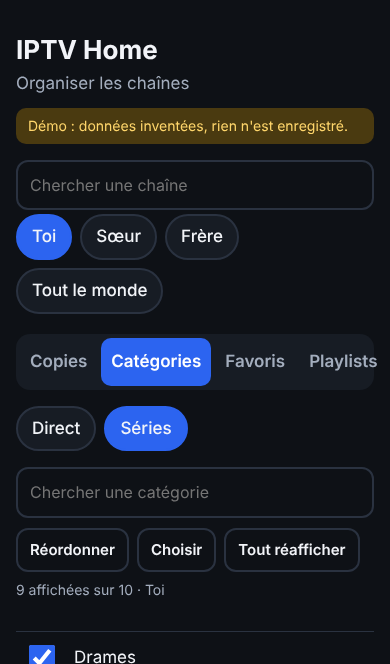 IPTV Home
Organiser les chaînes
Démo : données inventées, rien n'est enregistré.
Chercher une chaîne
Toi Sœur Frère
Tout le monde
Copies Catégories Favoris Playlists
Direct Séries
Chercher une catégorie
Réordonner Choisir Tout réafficher
9 affichées sur 10 · Toi
Drames